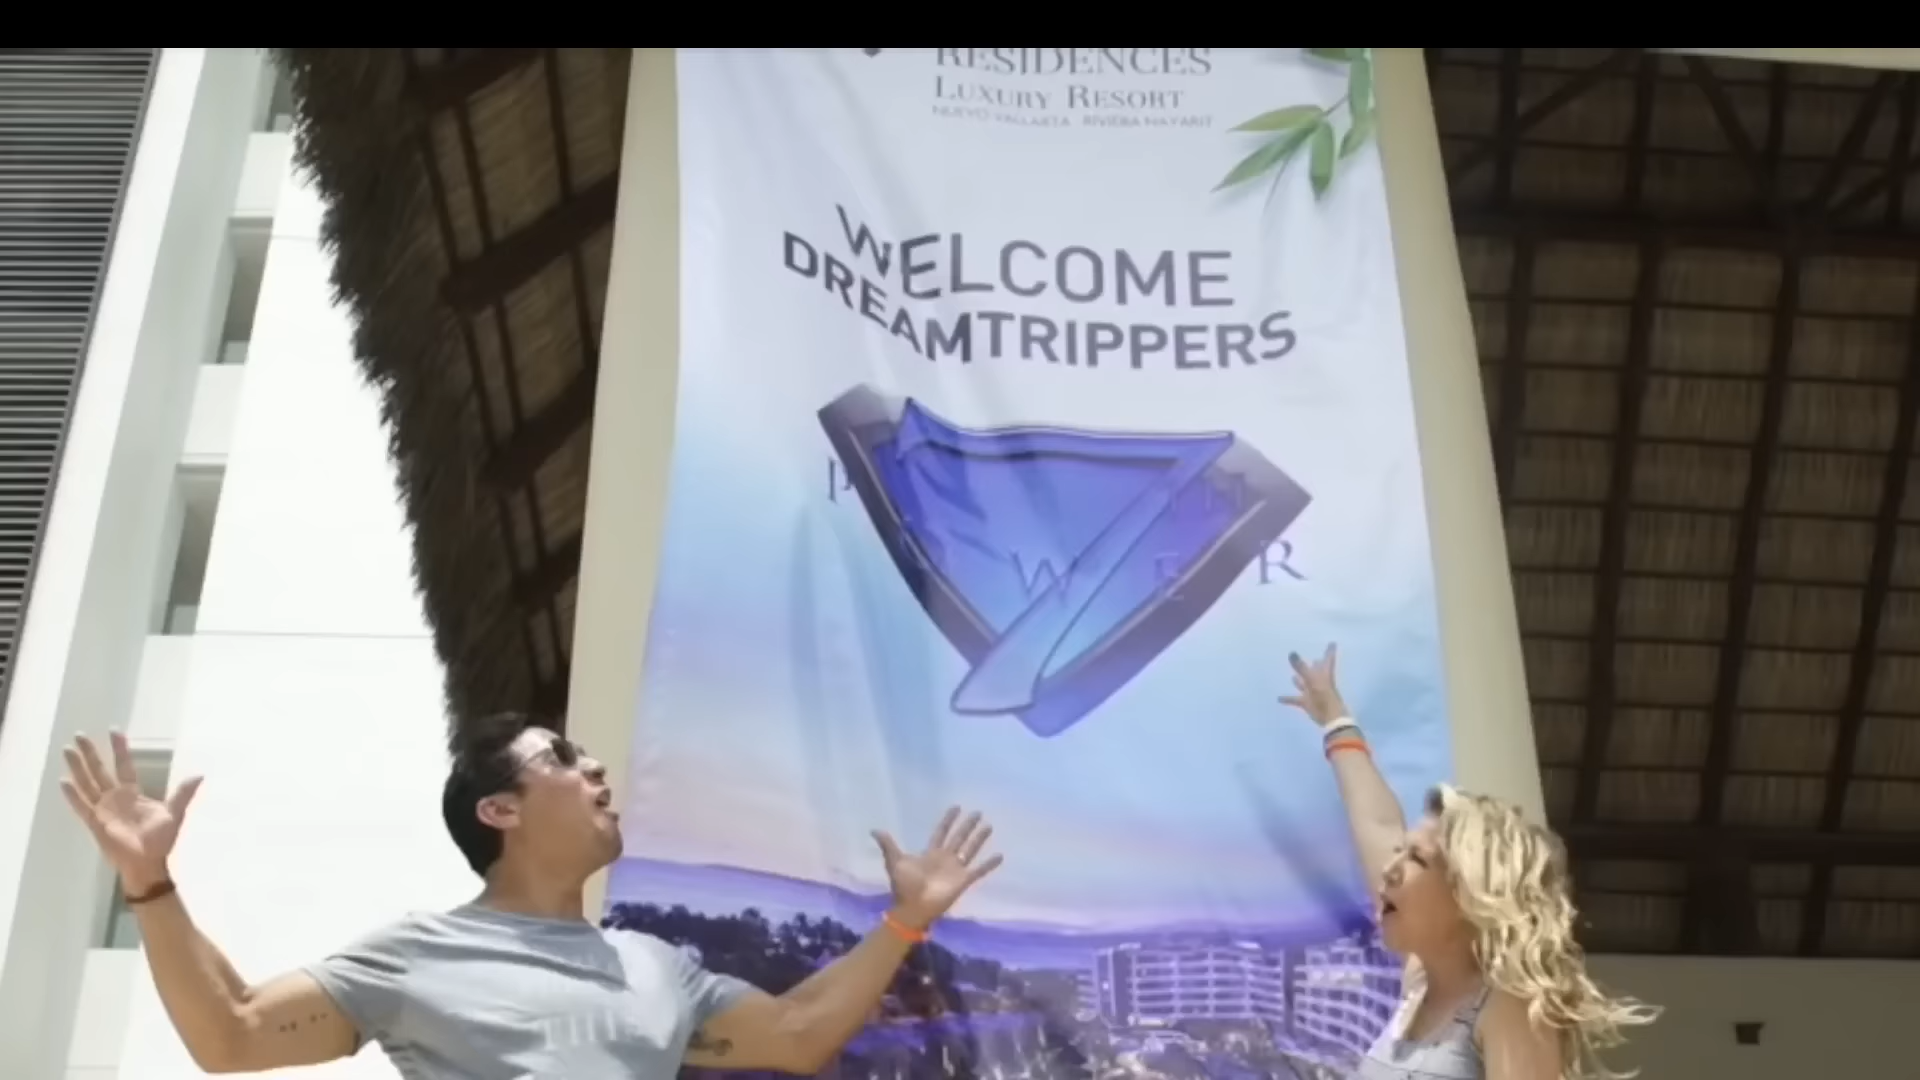 RESIDENCES
LUXURY RESORT
NUEVO VALLARTA RIVIERA NAYARIT
WELCOME
DREAMTRIPPERS
W E R